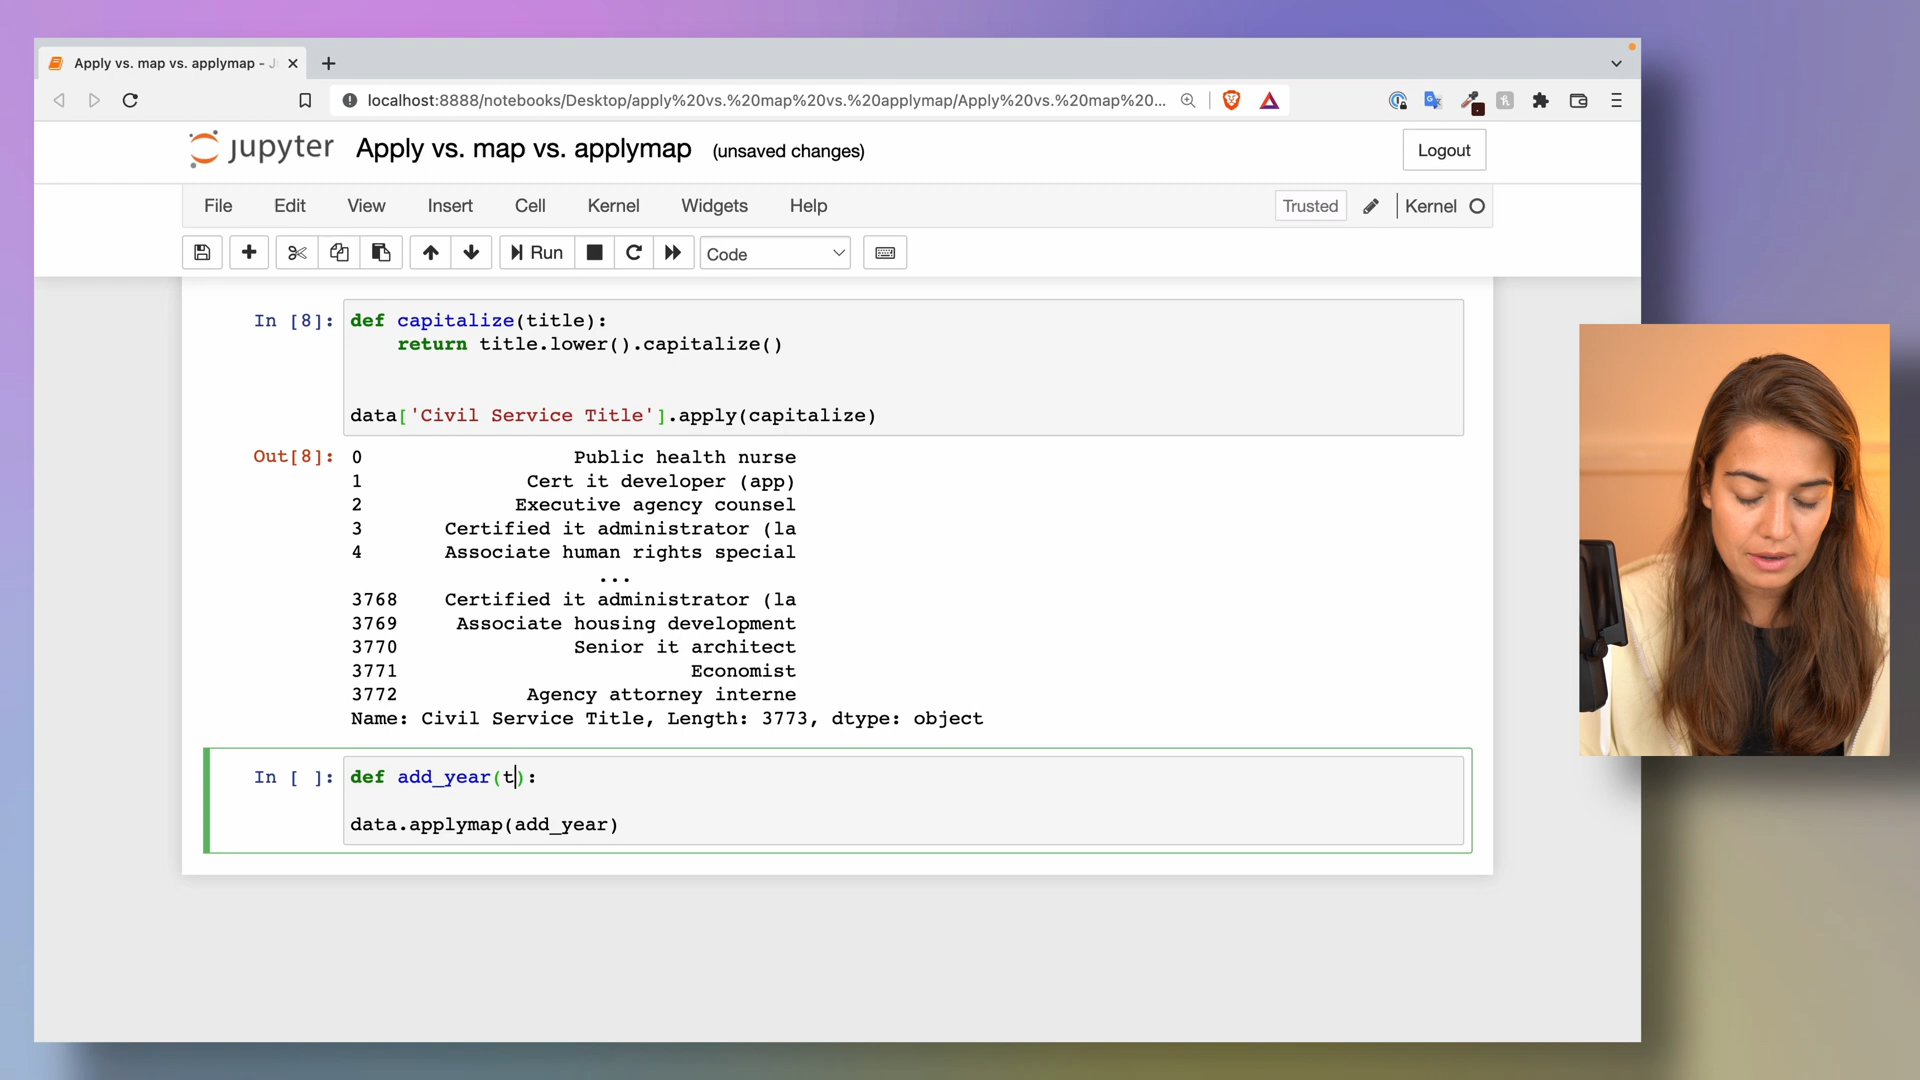 Apply vs. map vs. applymap - J
localhost:8888/notebooks/Desktop/apply%20vs.%20map%20vs.%20applymap/Apply%20vs.%20map%20...
jupyter Apply vs. map vs. applymap (unsaved changes) Logout
File Edit View Insert Cell Kernel Widgets Help Trusted Kernel
Run Code
In [8]: def capitalize(title):
return title.lower().capitalize()
data['Civil Service Title'].apply(capitalize)
Out[8]: 0 Public health nurse
1 Cert it developer (app)
2 Executive agency counsel
3 Certified it administrator (la
4 Associate human rights special
...
3768 Certified it administrator (la
3769 Associate housing development
3770 Senior it architect
3771 Economist
3772 Agency attorney interne
Name: Civil Service Title, Length: 3773, dtype: object
In [ ]: def add_year(t):
data.applymap(add_year)